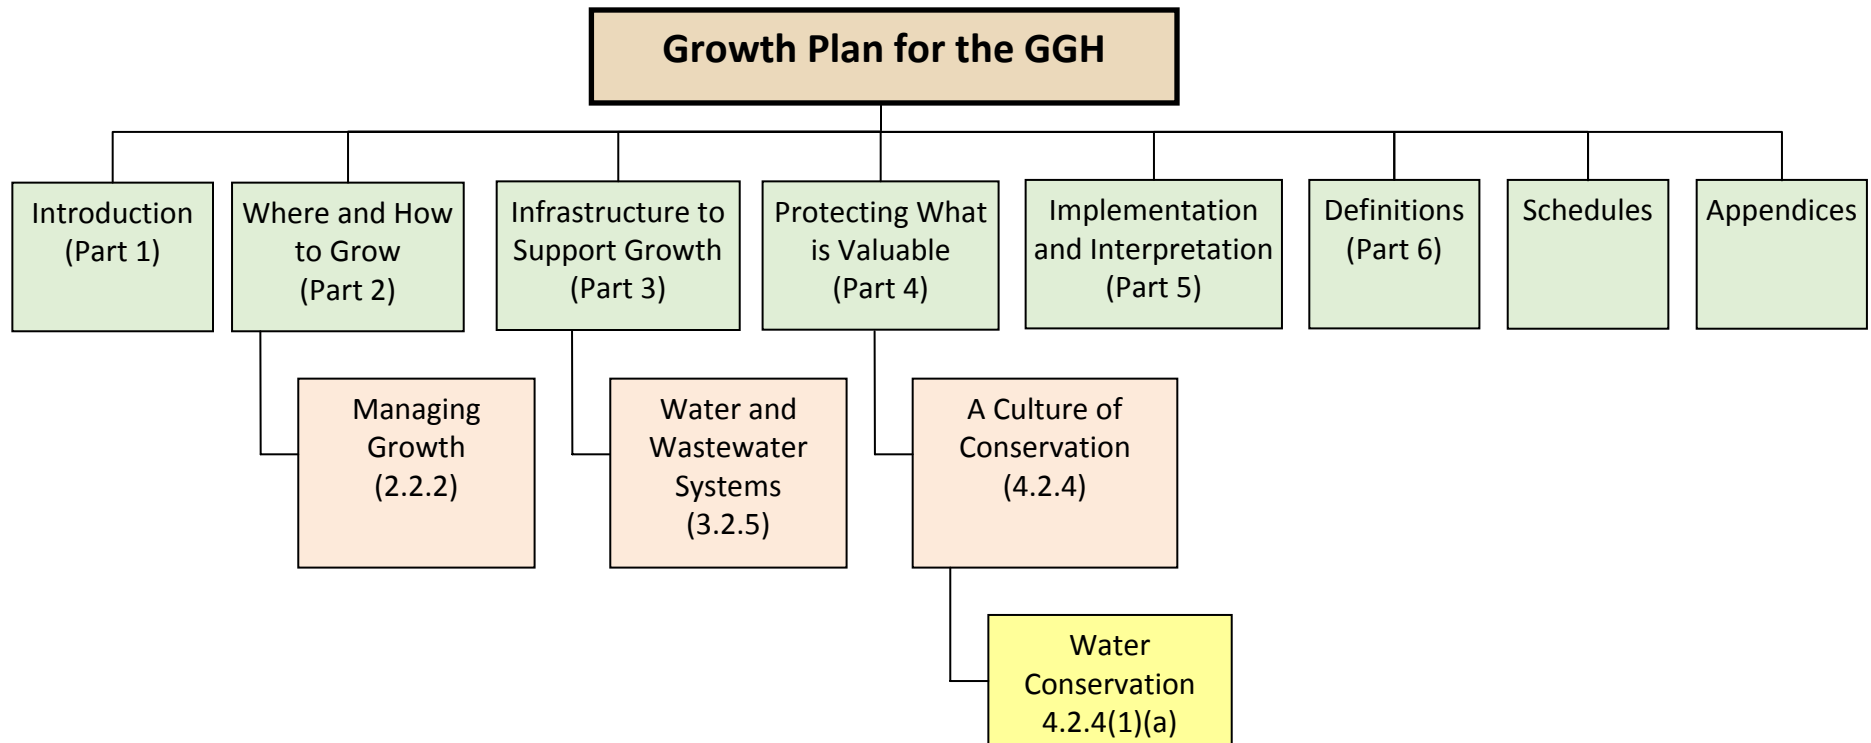 Growth Plan for the GGH
Introduction
(Part 1)
Where and How
to Grow
(Part 2)
Infrastructure to
Support Growth
(Part 3)
Protecting What
is Valuable
(Part 4)
Implementation
and Interpretation
(Part 5)
Definitions
(Part 6)
Schedules
Appendices
Managing
Growth
(2.2.2)
Water and
Wastewater
Systems
(3.2.5)
A Culture of
Conservation
(4.2.4)
Water
Conservation
4.2.4(1)(a)